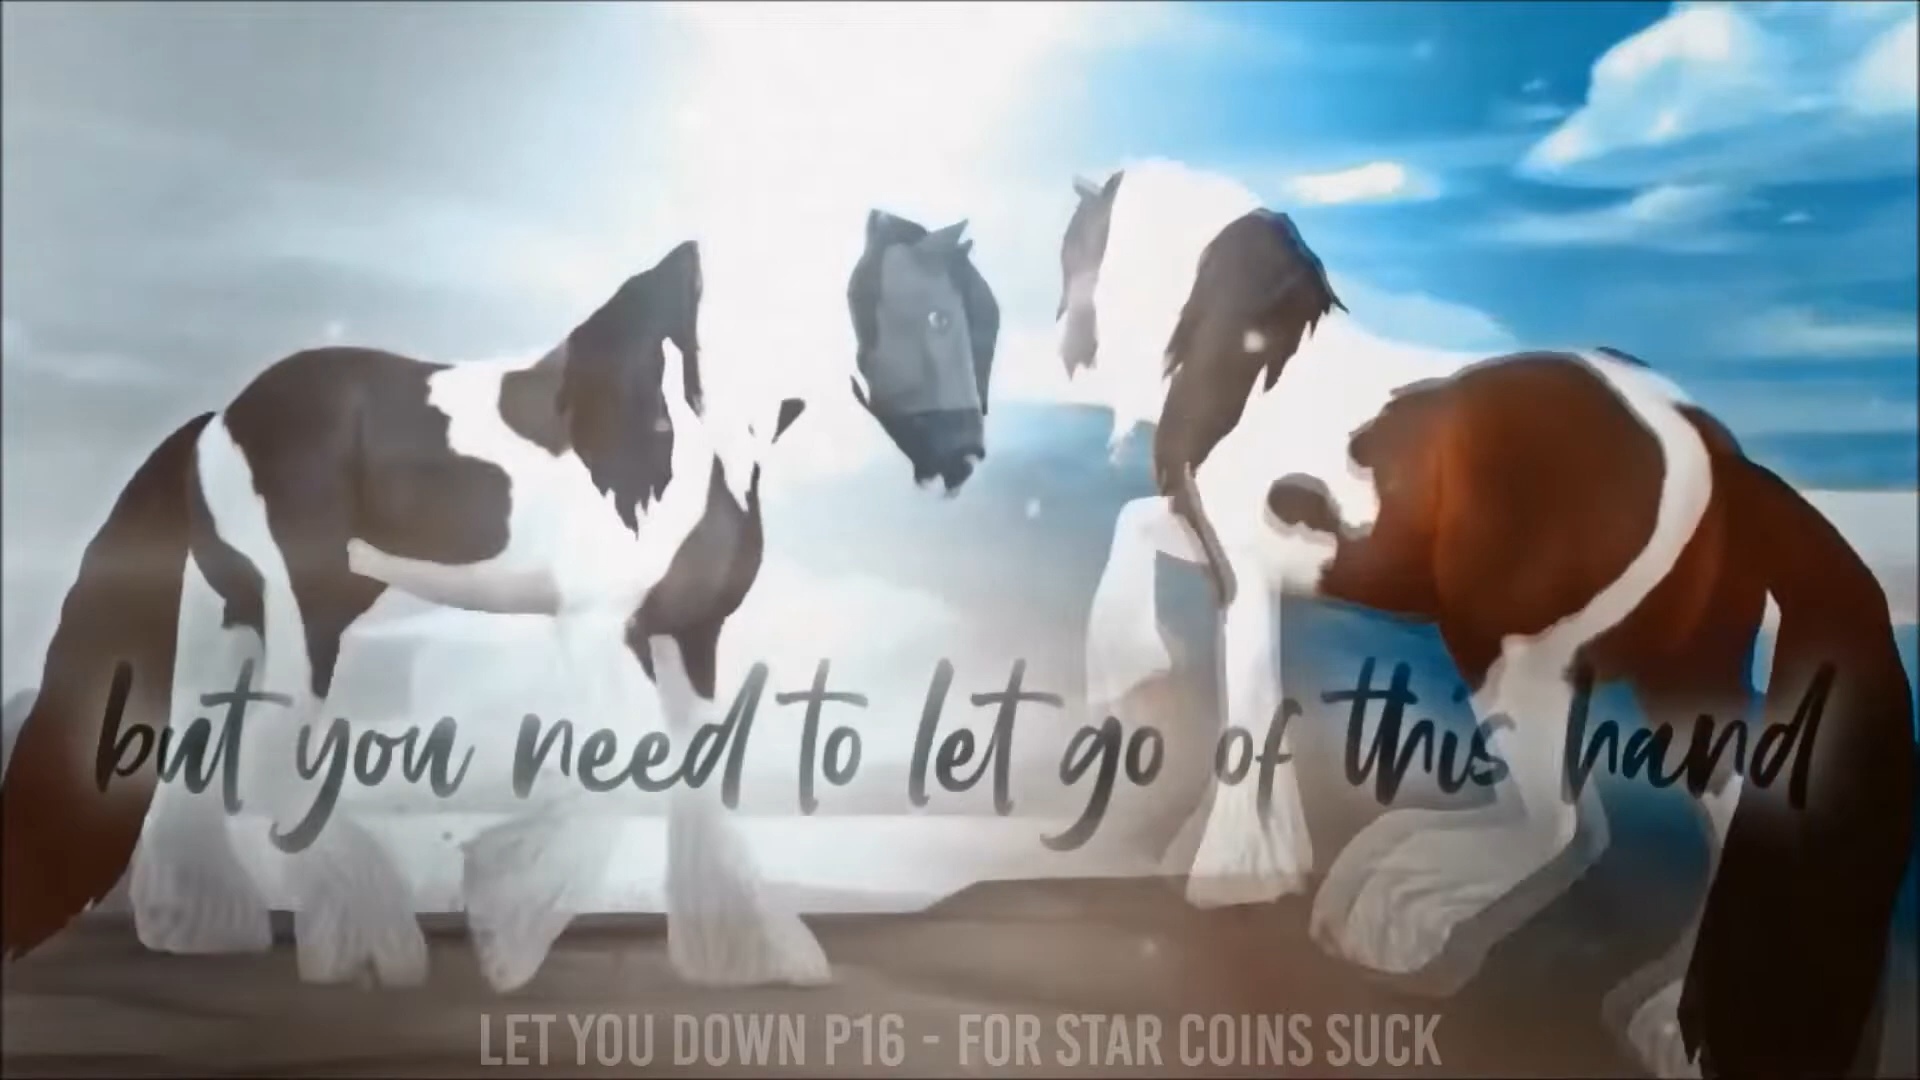 but you need to let go of this hand
LET YOU DOWN P16 - FOR STAR COINS SUCK